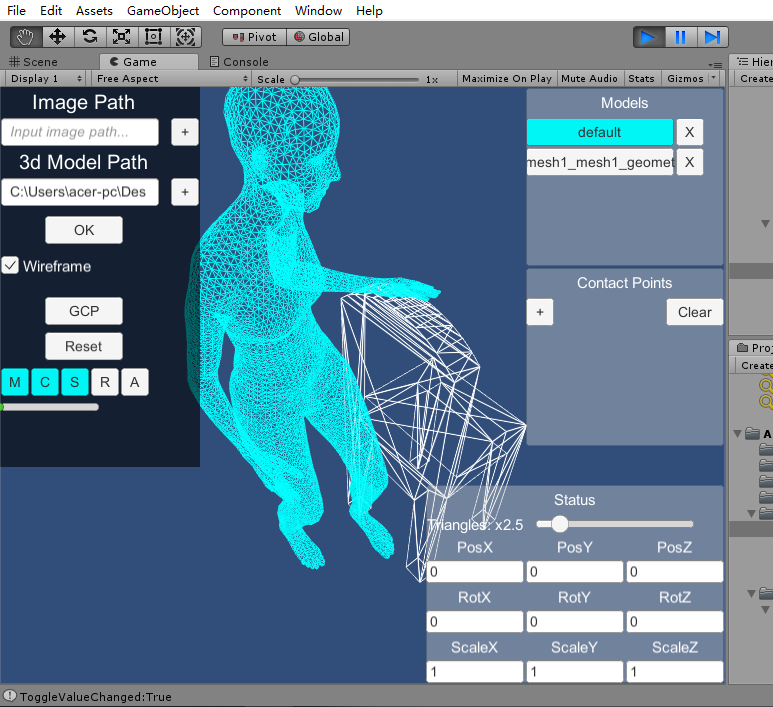 File Edit Assets GameObject Component Window Help
Pivot Global
Scene Game Console Hier
Display 1 Free Aspect Scale 1x Maximize On Play Mute Audio Stats Gizmos Create
Image Path
Input image path... +
3d Model Path
C:\Users\acer-pc\Des +
OK
Wireframe
GCP
Reset
M C S R A
Models
default X
mesh1_mesh1_geomet X
Contact Points
+ Clear
Status
Triangles: x2.5
PosX PosY PosZ
0 0 0
RotX RotY RotZ
0 0 0
ScaleX ScaleY ScaleZ
1 1 1
Proj
Create
A
ToggleValueChanged:True